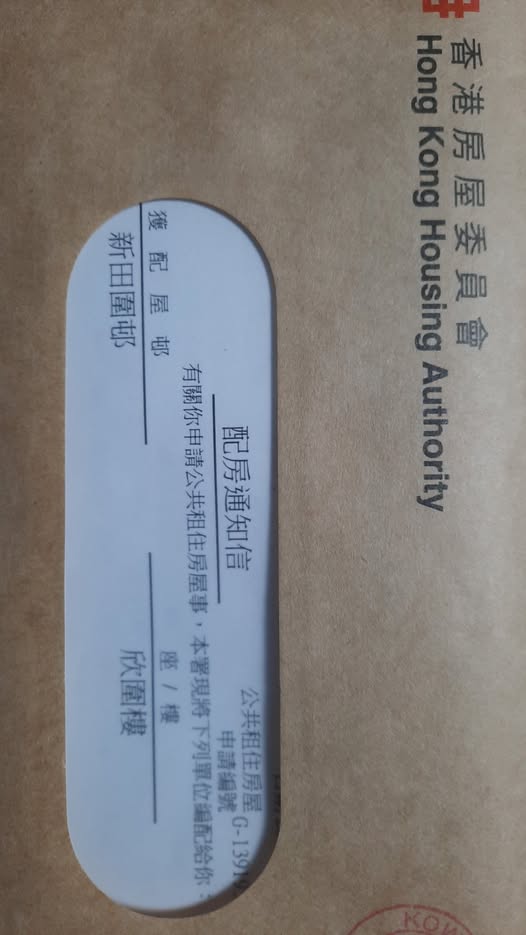 香港房屋委員會
Hong Kong Housing Authority
公共租住房屋
申請編號 G-13919
配房通知信
有關你申請公共租住房屋事，本署現將下列單位編配給你：
獲配屋邨 座/樓
新田圍邨 欣圍樓
KOW